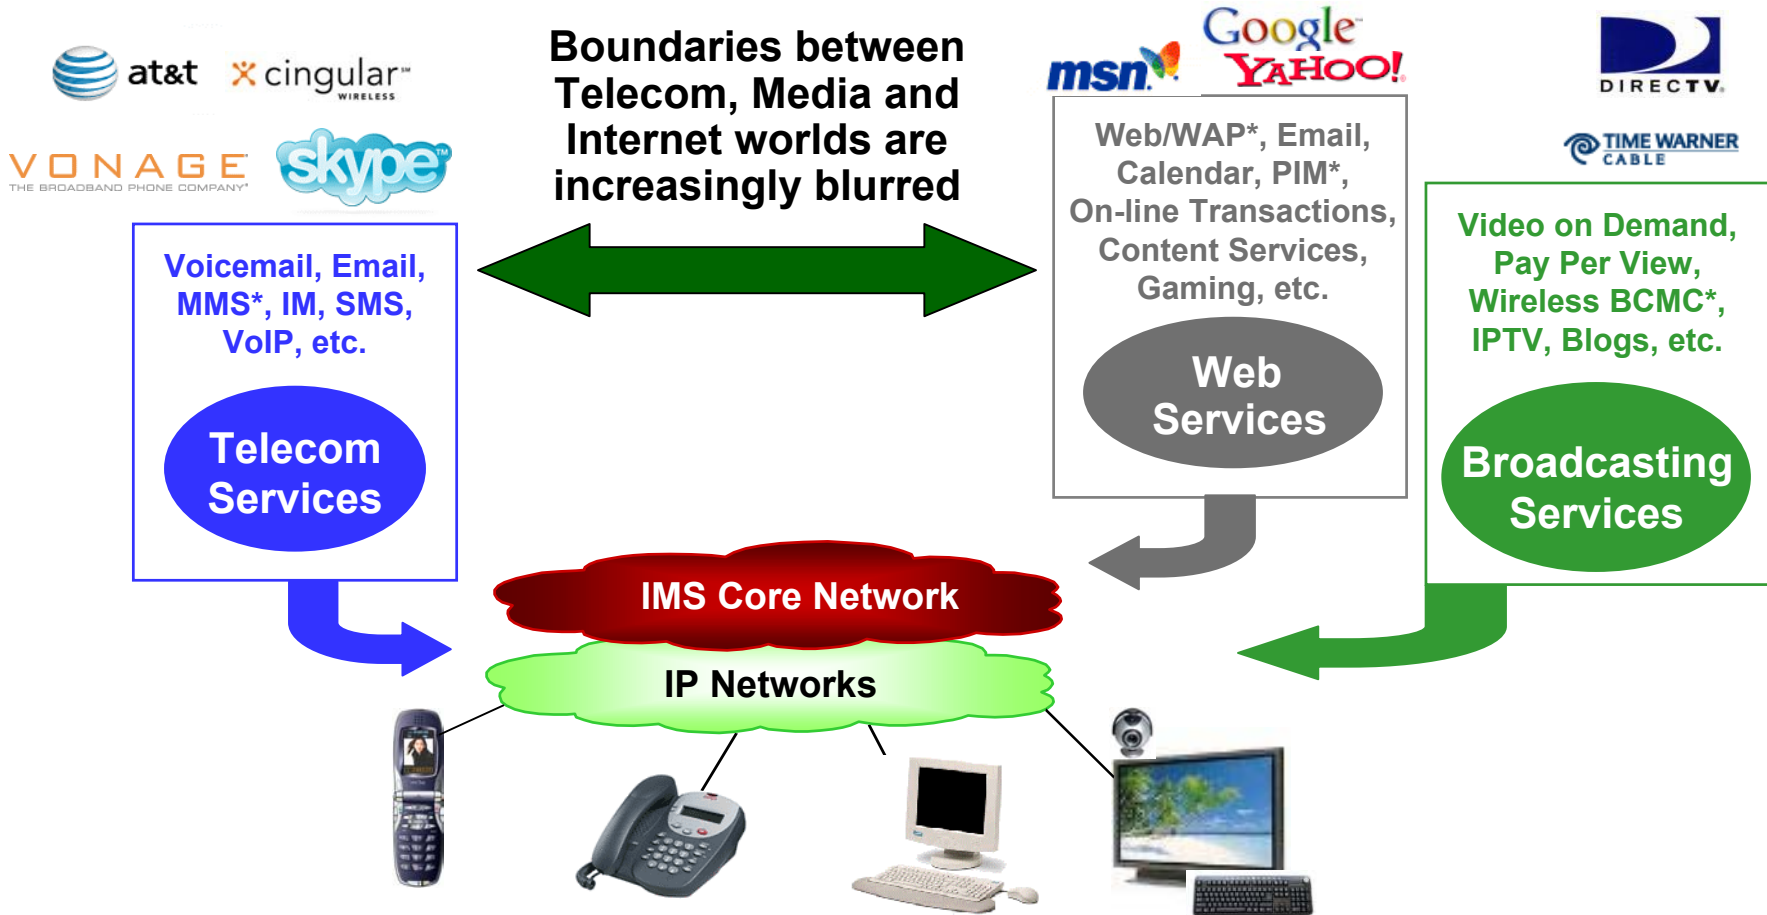 at&t
cingular℠
WIRELESS
VONAGE®
THE BROADBAND PHONE COMPANY®
skype™
Boundaries between
Telecom, Media and
Internet worlds are
increasingly blurred
msn
Google™
YAHOO!®
DIRECTV®
TIME WARNER
CABLE
Voicemail, Email,
MMS*, IM, SMS,
VoIP, etc.
Telecom
Services
Web/WAP*, Email,
Calendar, PIM*,
On-line Transactions,
Content Services,
Gaming, etc.
Web
Services
Video on Demand,
Pay Per View,
Wireless BCMC*,
IPTV, Blogs, etc.
Broadcasting
Services
IMS Core Network
IP Networks